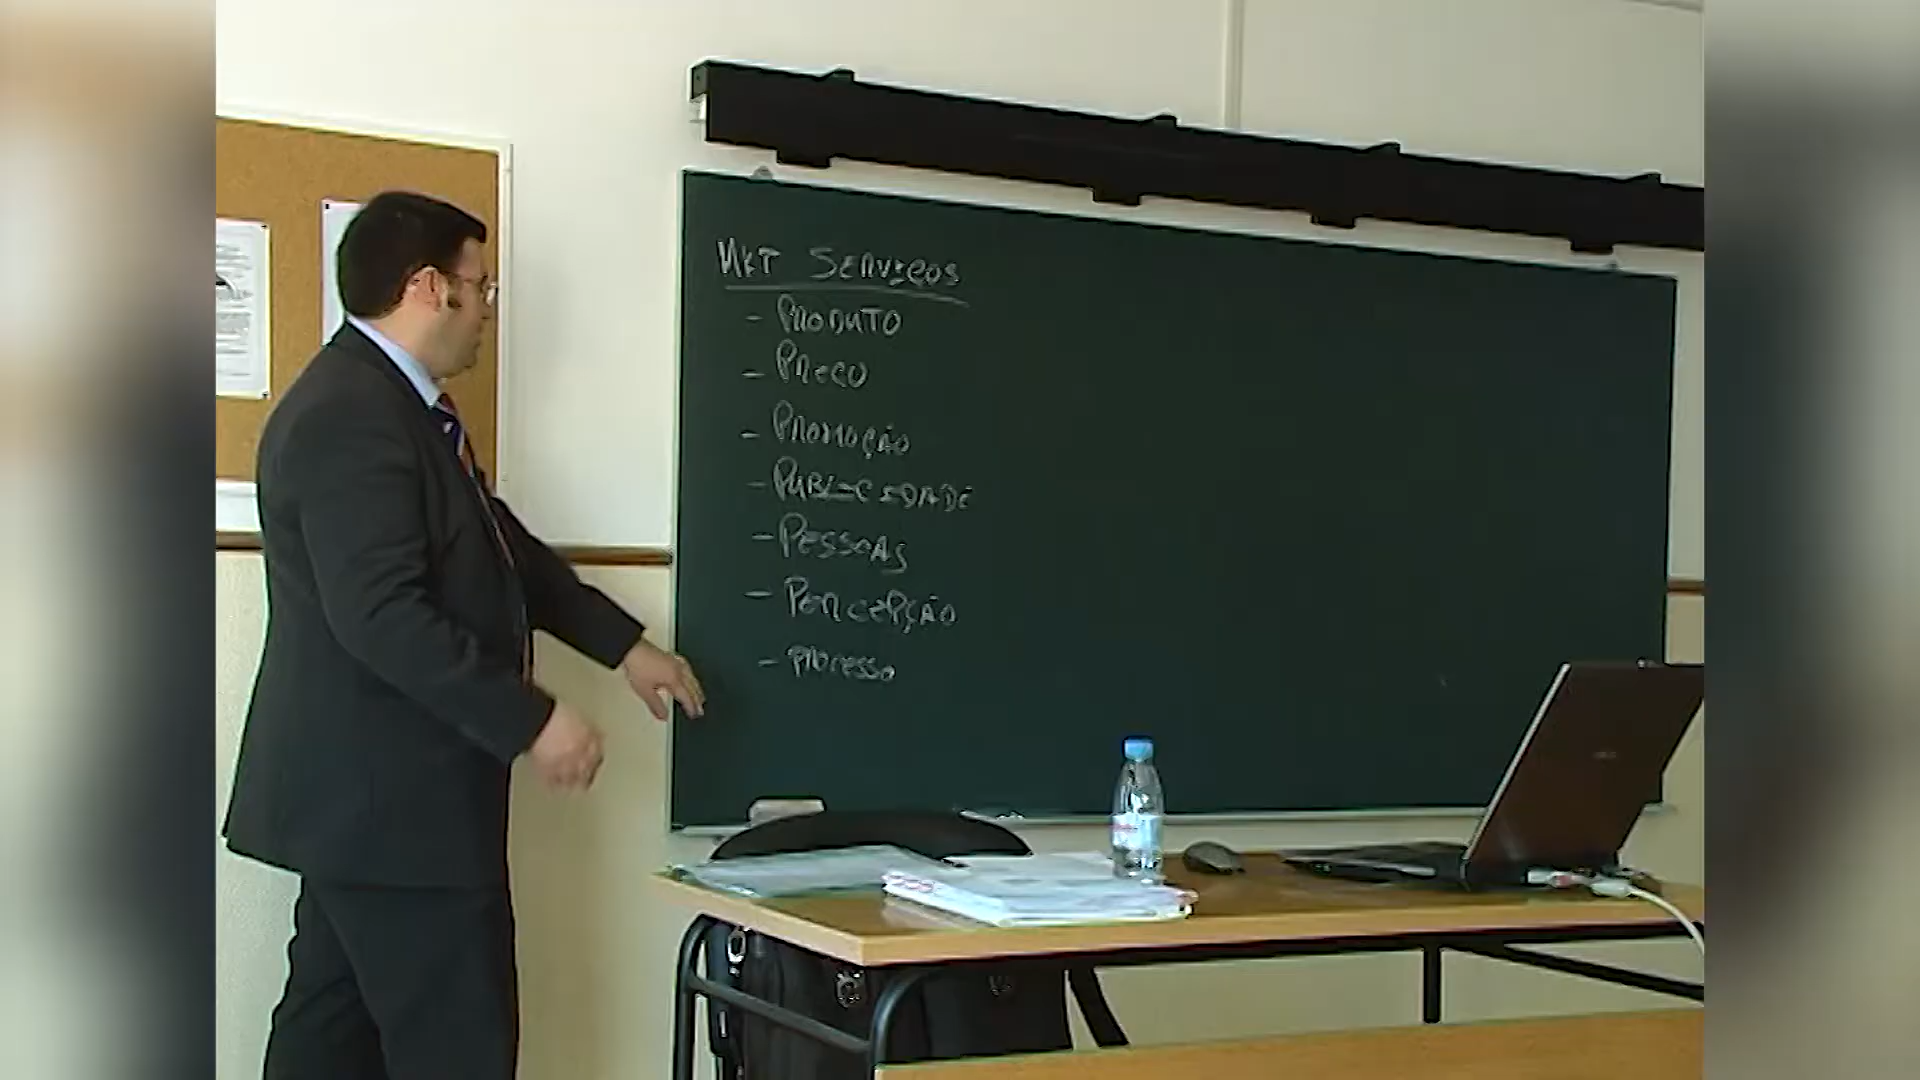 MKT SERVIÇOS
- PRODUTO
- PREÇO
- PROMOÇÃO
- PUBLICIDADE
- PESSOAS
- PERCEPÇÃO
- PROCESSO